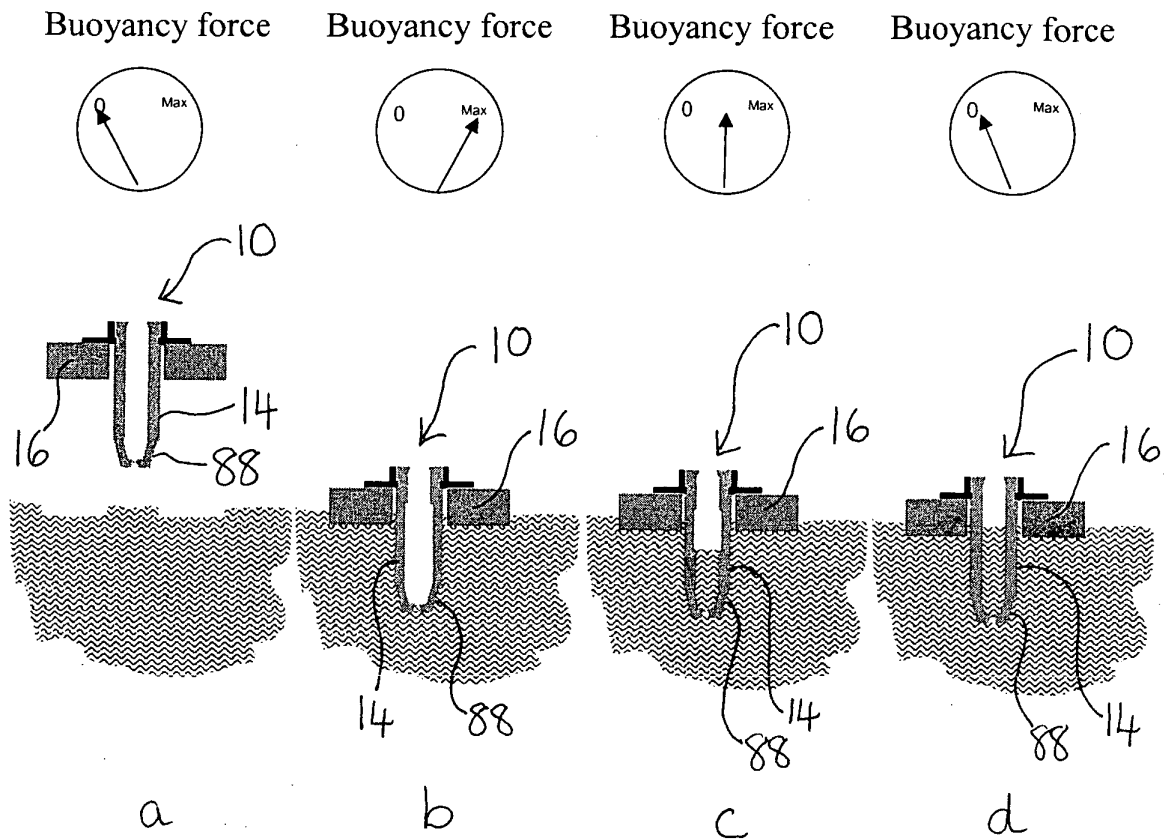 Buoyancy force Buoyancy force Buoyancy force Buoyancy force
0 Max 0 Max 0 Max 0 Max
10
10 10 10
16 14 16 16 16
88
14 88 14 14
88 88
a b c d